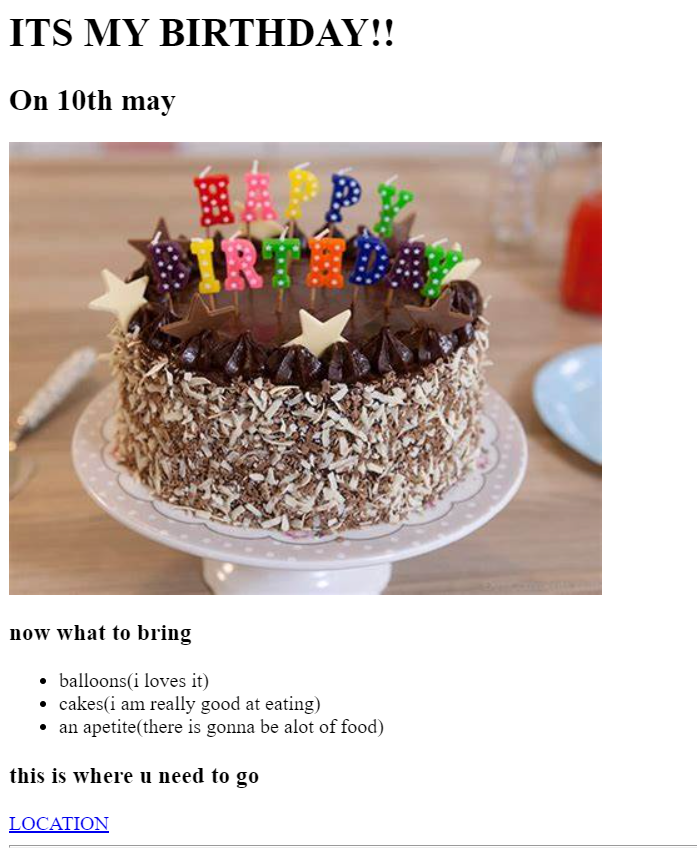 ITS MY BIRTHDAY!!
On 10th may
HAPPY
BIRTHDAY
now what to bring
balloons(i loves it)
cakes(i am really good at eating)
an apetite(there is gonna be alot of food)
this is where u need to go
LOCATION